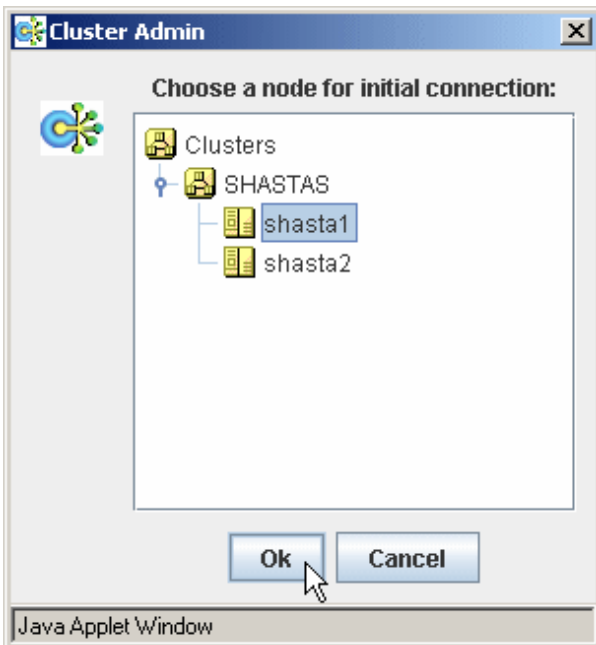 Cluster Admin
Choose a node for initial connection:
Clusters
SHASTAS
shasta1
shasta2
Ok Cancel
Java Applet Window